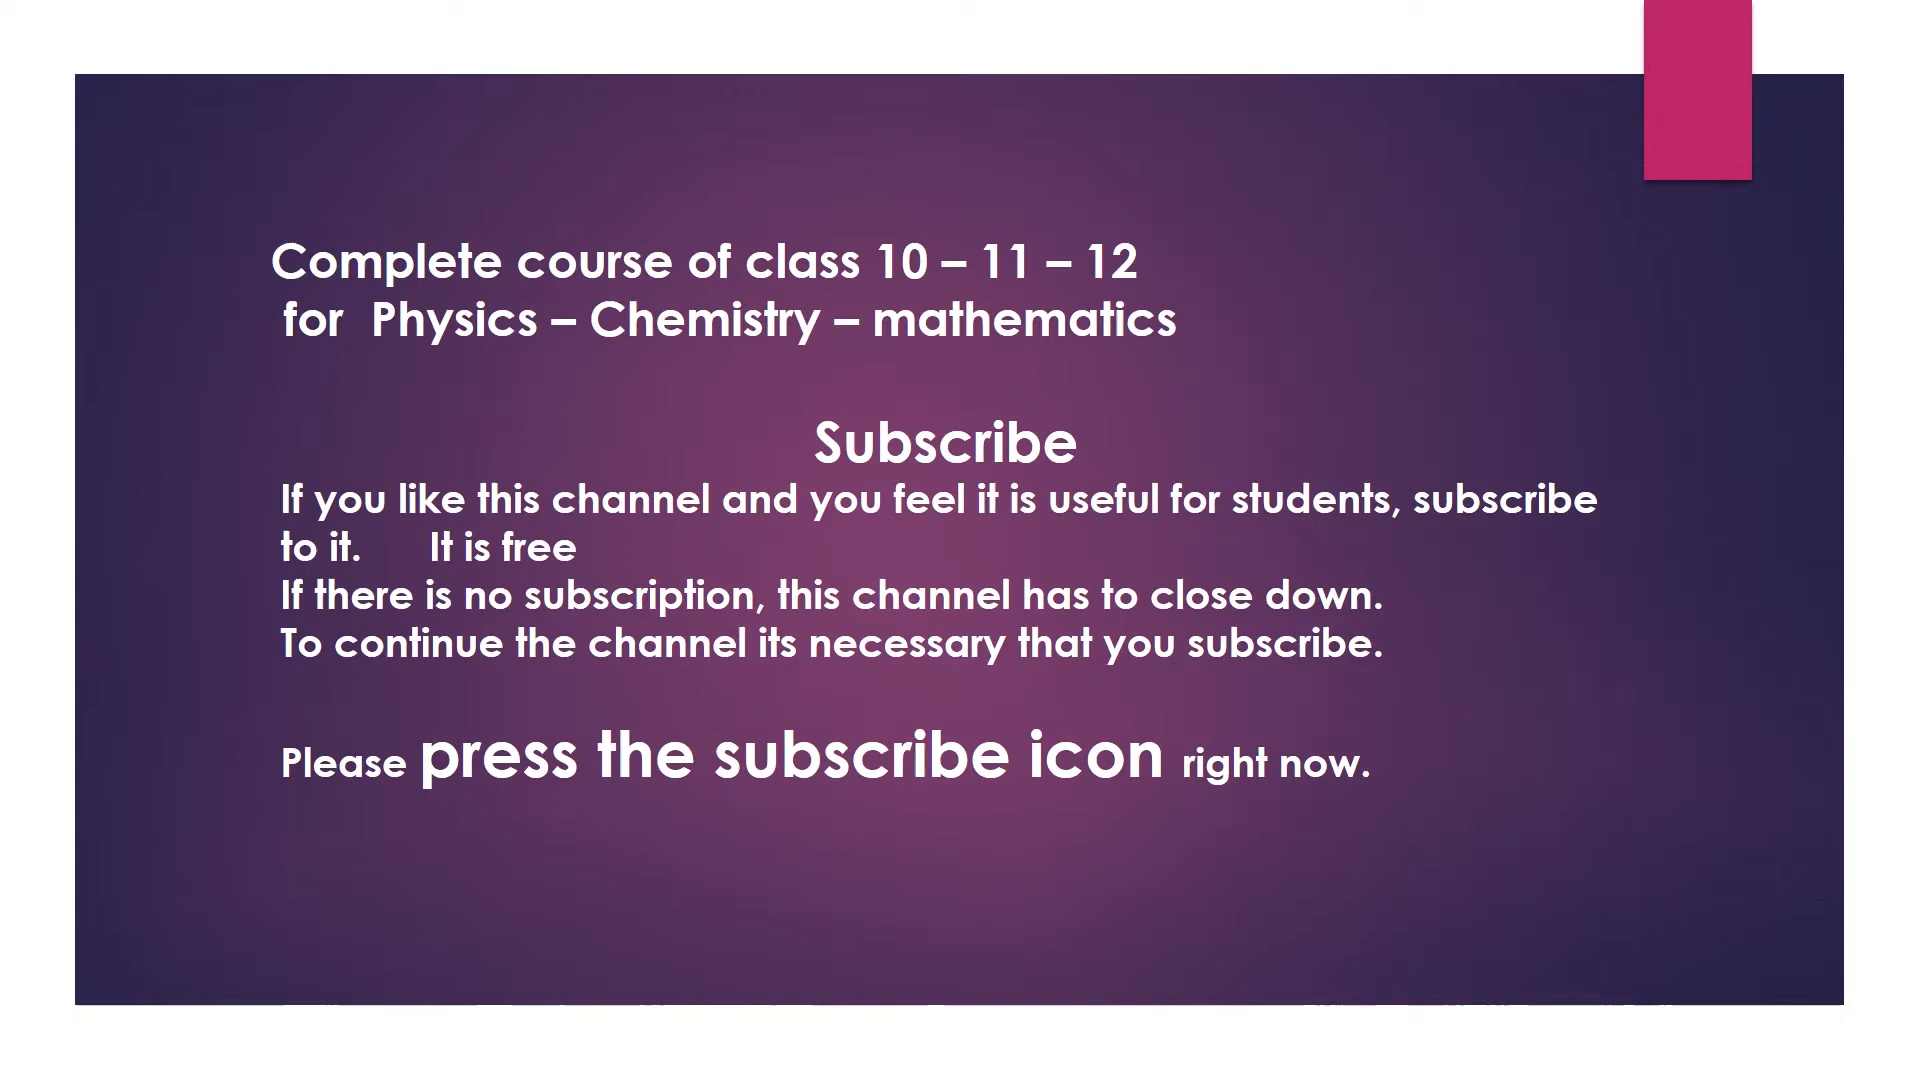 Complete course of class 10 – 11 – 12
for Physics – Chemistry – mathematics
Subscribe
If you like this channel and you feel it is useful for students, subscribe
to it. It is free
If there is no subscription, this channel has to close down.
To continue the channel its necessary that you subscribe.
Please press the subscribe icon right now.